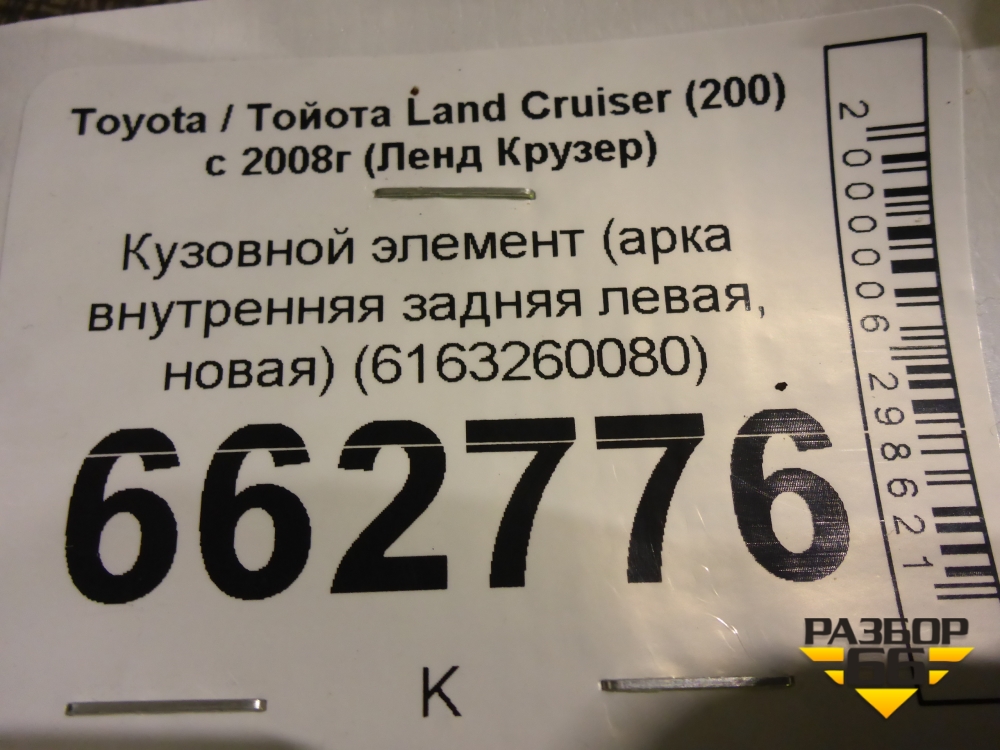 Toyota / Тойота Land Cruiser (200)
с 2008г (Ленд Крузер)
Кузовной элемент (арка
внутренняя задняя левая,
новая) (6163260080)
662776
K
2000006298621
РАЗБОР
66